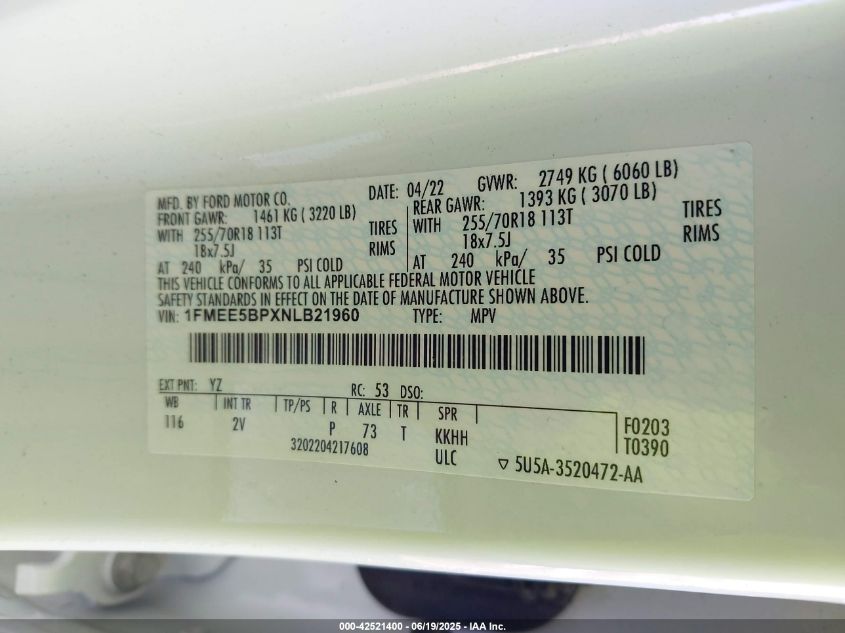 MFD. BY FORD MOTOR CO. DATE: 04/22 GVWR: 2749 KG ( 6060 LB)
FRONT GAWR: 1461 KG ( 3220 LB) REAR GAWR: 1393 KG ( 3070 LB)
WITH 255/70R18 113T TIRES WITH 255/70R18 113T TIRES
18x7.5J RIMS 18x7.5J RIMS
AT 240 kPa/ 35 PSI COLD AT 240 kPa/ 35 PSI COLD
THIS VEHICLE CONFORMS TO ALL APPLICABLE FEDERAL MOTOR VEHICLE
SAFETY STANDARDS IN EFFECT ON THE DATE OF MANUFACTURE SHOWN ABOVE.
VIN: 1FMEE5BPXNLB21960 TYPE: MPV
EXT PNT: YZ RC: 53 DSO:
WB INT TR TP/PS R AXLE TR SPR
116 2V P 73 T KKHH F0203
3202204217608 ULC T0390
▽ 5U5A-3520472-AA
000-42521400 - 06/19/2025 - IAA Inc.